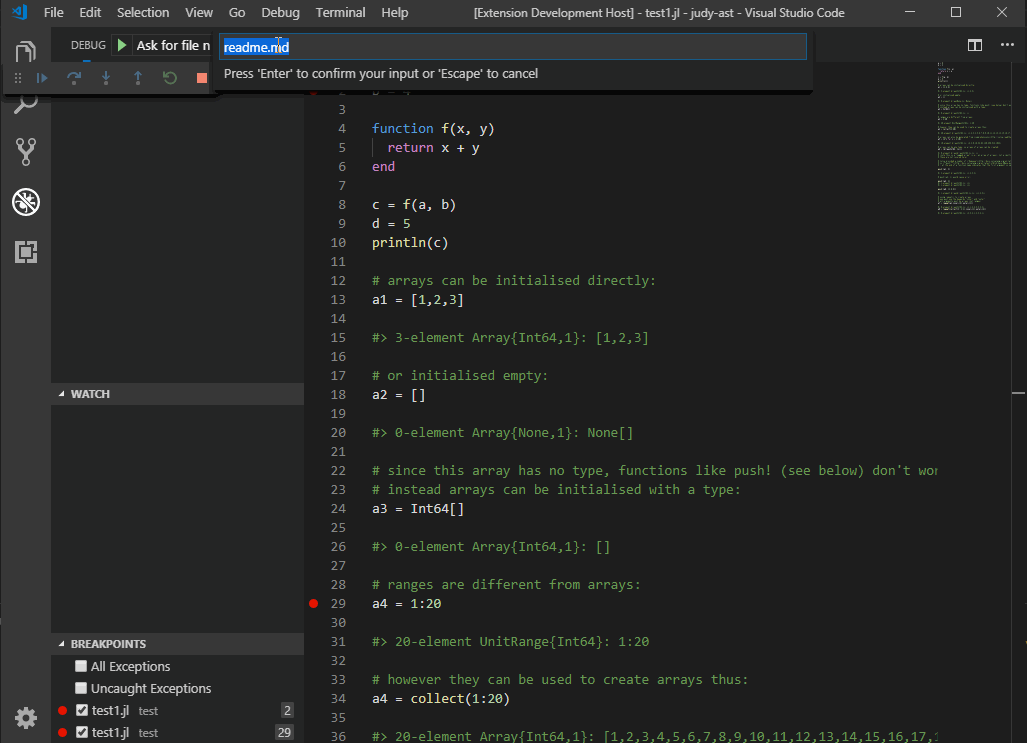 File Edit Selection View Go Debug Terminal Help [Extension Development Host] - test1.jl - judy-ast - Visual Studio Code
DEBUG Ask for file n
readme.md
Press 'Enter' to confirm your input or 'Escape' to cancel
2
3
4 function f(x, y)
5 return x + y
6 end
7
8 c = f(a, b)
9 d = 5
10 println(c)
11
12 # arrays can be initialised directly:
13 a1 = [1,2,3]
14
15 #> 3-element Array{Int64,1}: [1,2,3]
16
17 # or initialised empty:
18 a2 = []
19
20 #> 0-element Array{None,1}: None[]
21
22 # since this array has no type, functions like push! (see below) don't wor
23 # instead arrays can be initialised with a type:
24 a3 = Int64[]
25
26 #> 0-element Array{Int64,1}: []
27
28 # ranges are different from arrays:
29 a4 = 1:20
30
31 #> 20-element UnitRange{Int64}: 1:20
32
33 # however they can be used to create arrays thus:
34 a4 = collect(1:20)
35
36 #> 20-element Array{Int64,1}: [1,2,3,4,5,6,7,8,9,10,11,12,13,14,15,16,17,1
WATCH
BREAKPOINTS
All Exceptions
Uncaught Exceptions
test1.jl test 2
test1.jl test 29